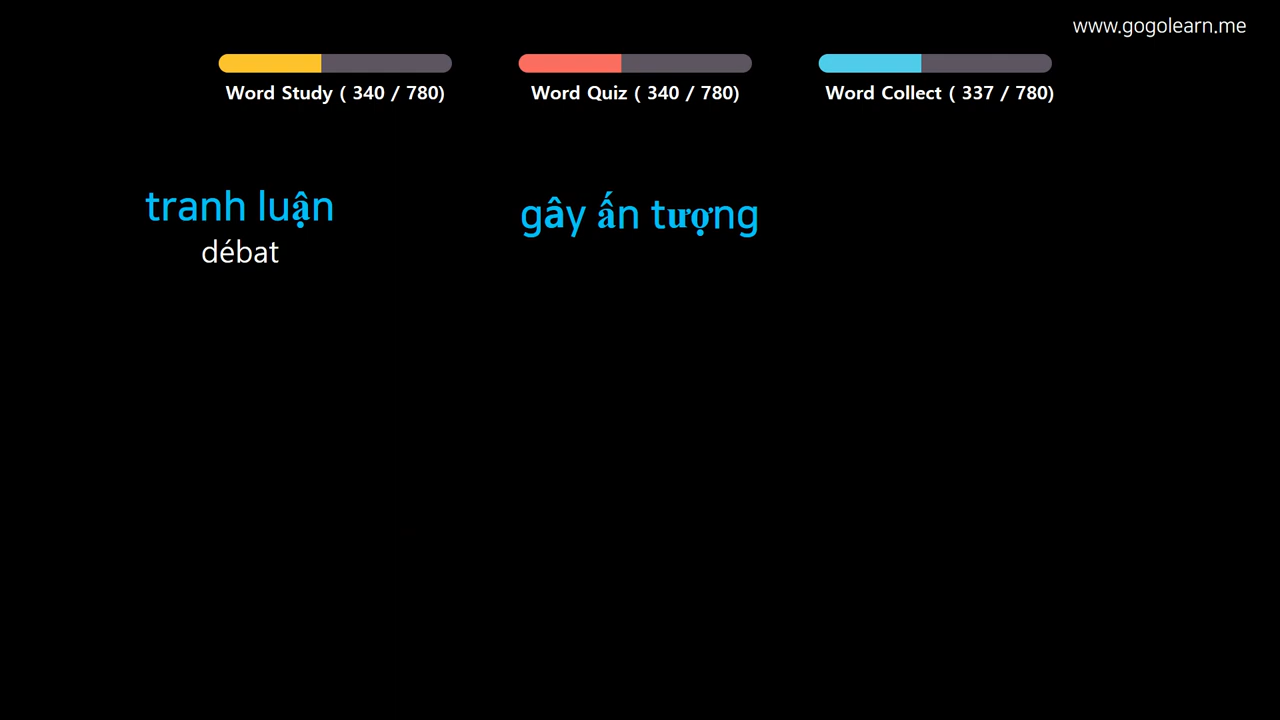 www.gogolearn.me
Word Study ( 340 / 780)
Word Quiz ( 340 / 780)
Word Collect ( 337 / 780)
tranh luận
débat
gây ấn tượng